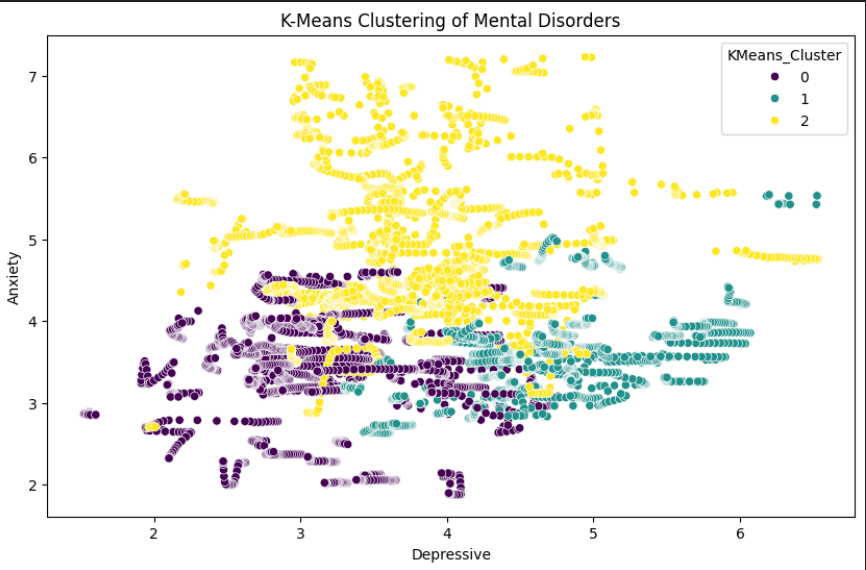 K-Means Clustering of Mental Disorders
KMeans_Cluster
0
1
2
7
6
5
4
3
2
Anxiety
2 3 4 5 6
Depressive